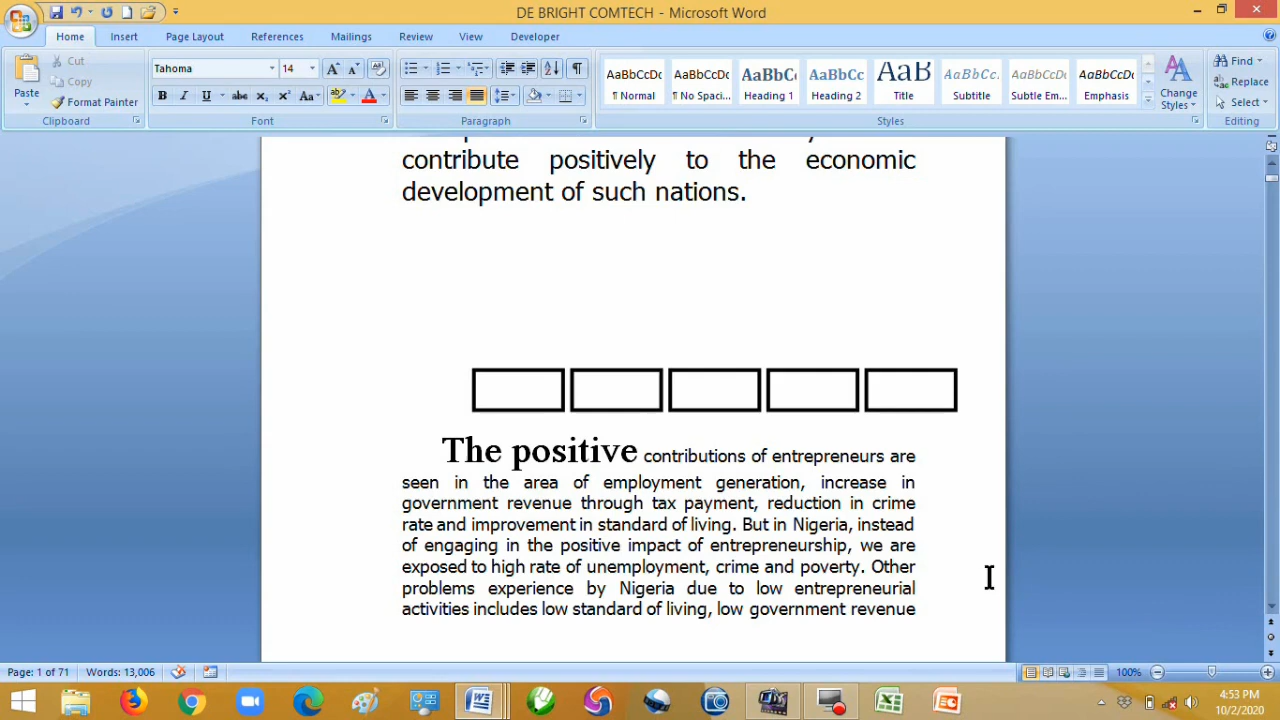 DE BRIGHT COMTECH - Microsoft Word
Home Insert Page Layout References Mailings Review View Developer
Paste
Cut
Copy
Format Painter
Clipboard
Tahoma 14
Font
Paragraph
AaBbCcDc AaBbCcDc AaBbC( AaBbCc AaB AaBbCc. AaBbCcDc AaBbCcDc
¶ Normal ¶ No Spaci... Heading 1 Heading 2 Title Subtitle Subtle Em... Emphasis
Change Styles
Styles
Find
Replace
Select
Editing
contribute positively to the economic
development of such nations.
The positive contributions of entrepreneurs are
seen in the area of employment generation, increase in
government revenue through tax payment, reduction in crime
rate and improvement in standard of living. But in Nigeria, instead
of engaging in the positive impact of entrepreneurship, we are
exposed to high rate of unemployment, crime and poverty. Other
problems experience by Nigeria due to low entrepreneurial
activities includes low standard of living, low government revenue
Page: 1 of 71 Words: 13,006 100%
4:53 PM
10/2/2020